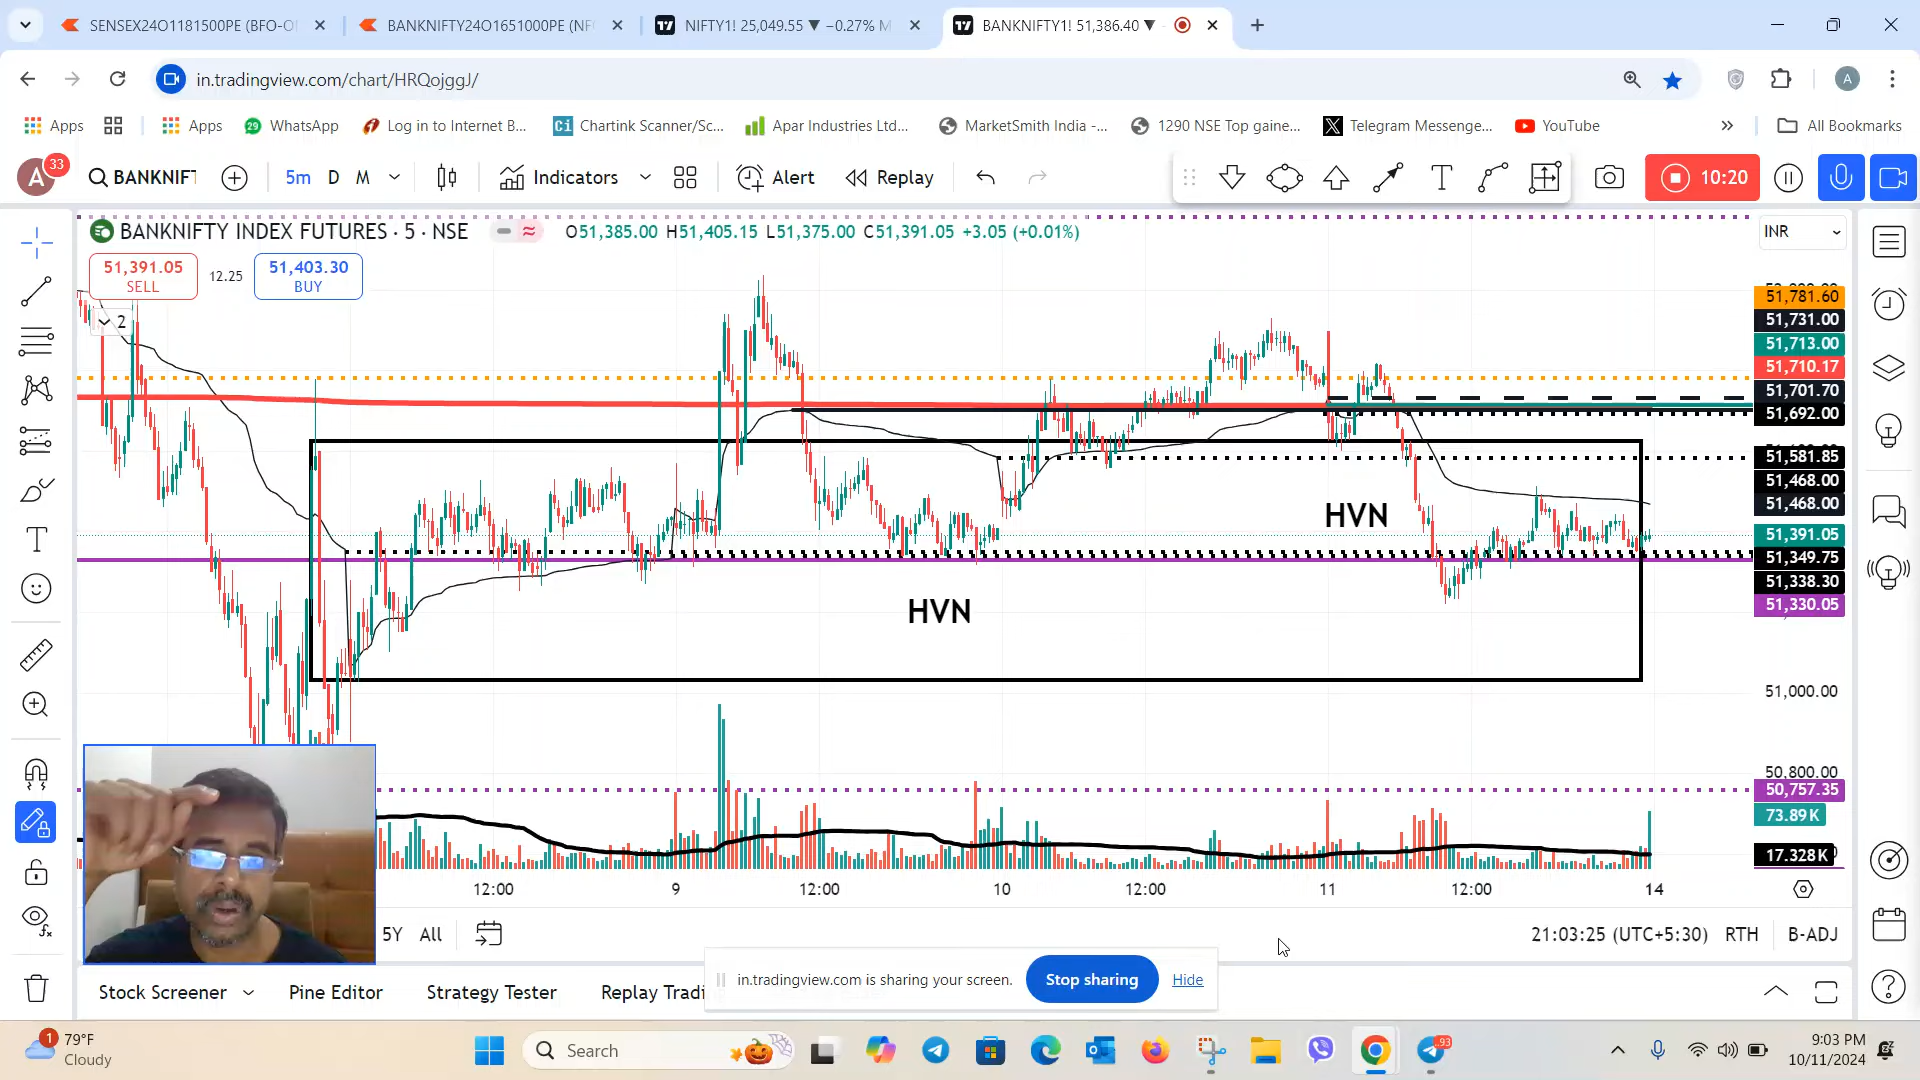 SENSEX24O1181500PE (BFO-O
BANKNIFTY24O1651000PE (NF
NIFTY1! 25,049.55 ▼ −0.27% M
BANKNIFTY1! 51,386.40 ▼
in.tradingview.com/chart/HRQojggJ/
A
Apps
Apps
29 WhatsApp
Log in to Internet B...
Ci Chartink Scanner/Sc...
Apar Industries Ltd...
MarketSmith India -...
1290 NSE Top gaine...
Telegram Messenge...
YouTube
All Bookmarks
A 33
BANKNIFT
5m D M
Indicators
Alert
Replay
10:20
BANKNIFTY INDEX FUTURES · 5 · NSE
O51,385.00 H51,405.15 L51,375.00 C51,391.05 +3.05 (+0.01%)
INR
51,391.05
SELL
12.25
51,403.30
BUY
2
51,781.60
51,731.00
51,713.00
51,710.17
51,701.70
51,692.00
51,581.85
51,468.00
51,468.00
51,391.05
51,349.75
51,338.30
51,330.05
51,000.00
50,800.00
50,757.35
73.89K
17.328K
HVN
HVN
12:00 9 12:00 10 12:00 11 12:00 14
5Y All
21:03:25 (UTC+5:30) RTH B-ADJ
in.tradingview.com is sharing your screen. Stop sharing Hide
Stock Screener Pine Editor Strategy Tester Replay Tradi
1 79°F
Cloudy
Search
93
9:03 PM
10/11/2024